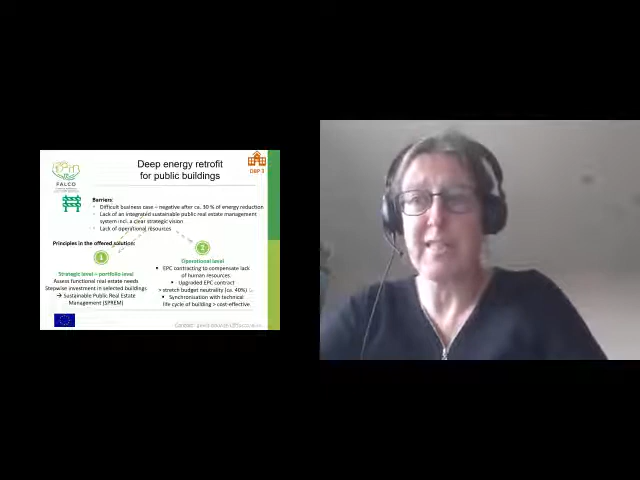 Deep energy retrofit
for public buildings
FALCO
OBP 3
Barriers:
- Difficult business case – negative after ca. 30 % of energy reduction
- Lack of an integrated sustainable public real estate management
system incl. a clear strategic vision
- Lack of operational resources
Principles in the offered solution:
1
2
Strategic level = portfolio level
Assess functional real estate needs
Stepwise investment in selected buildings
→ Sustainable Public Real Estate
Management (SPREM)
Operational level
▪ EPC contracting to compensate lack
of human resources
▪ Upgraded EPC contract
> stretch budget neutrality (ca. 40%)
▪ Synchronisation with technical
life cycle of building > cost-effective